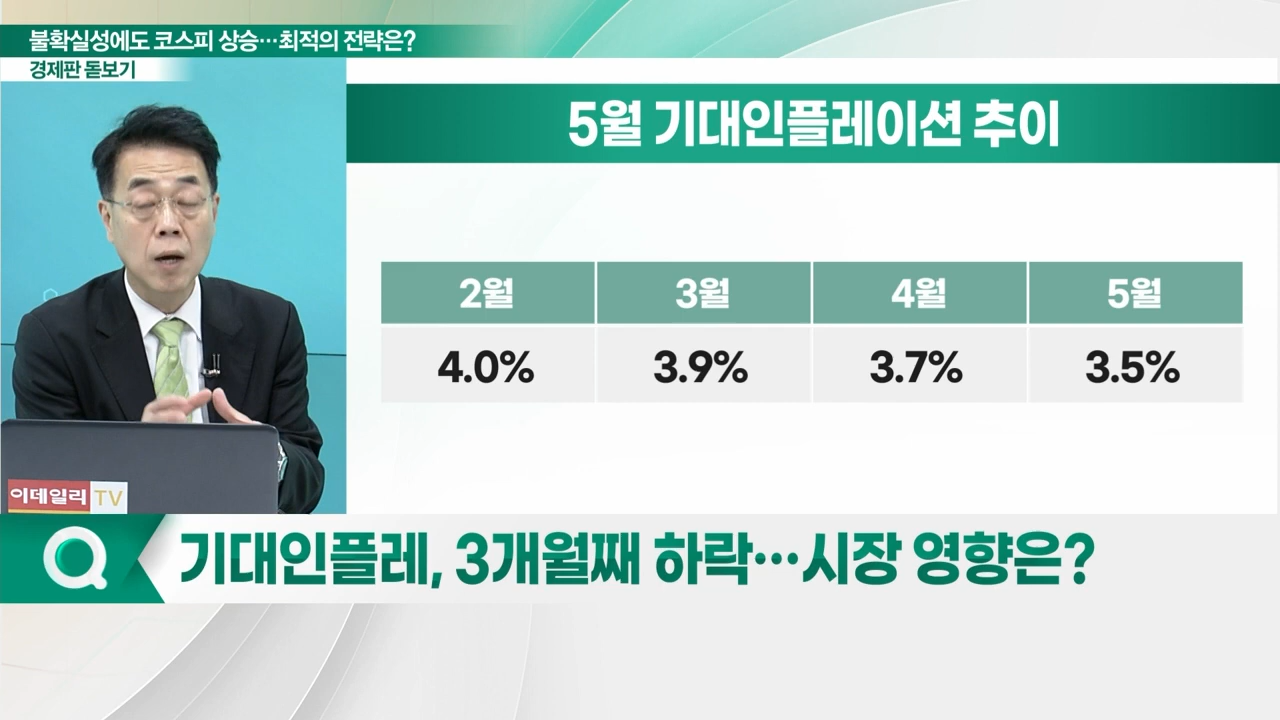 불확실성에도 코스피 상승…최적의 전략은?
경제판 돋보기
5월 기대인플레이션 추이
2월 3월 4월 5월
4.0% 3.9% 3.7% 3.5%
이데일리 TV
기대인플레, 3개월째 하락…시장 영향은?